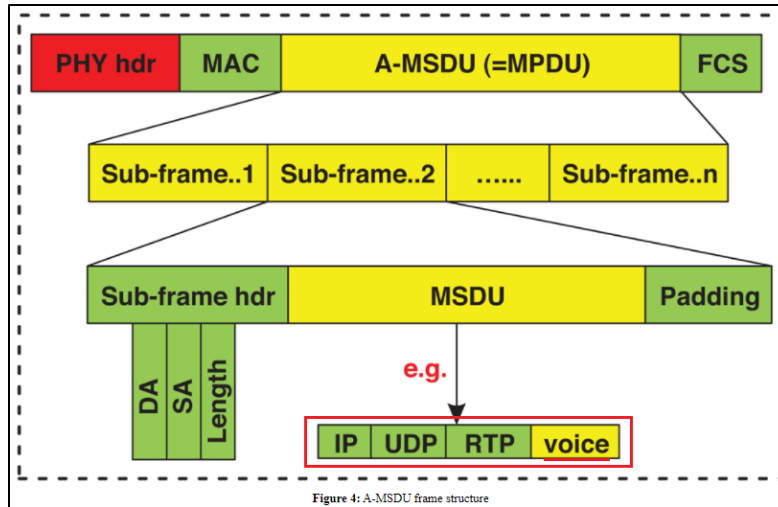 PHY hdr MAC A-MSDU (=MPDU) FCS
Sub-frame..1 Sub-frame..2 ...... Sub-frame..n
Sub-frame hdr MSDU Padding
DA SA Length
e.g.
IP UDP RTP voice
Figure 4: A-MSDU frame structure